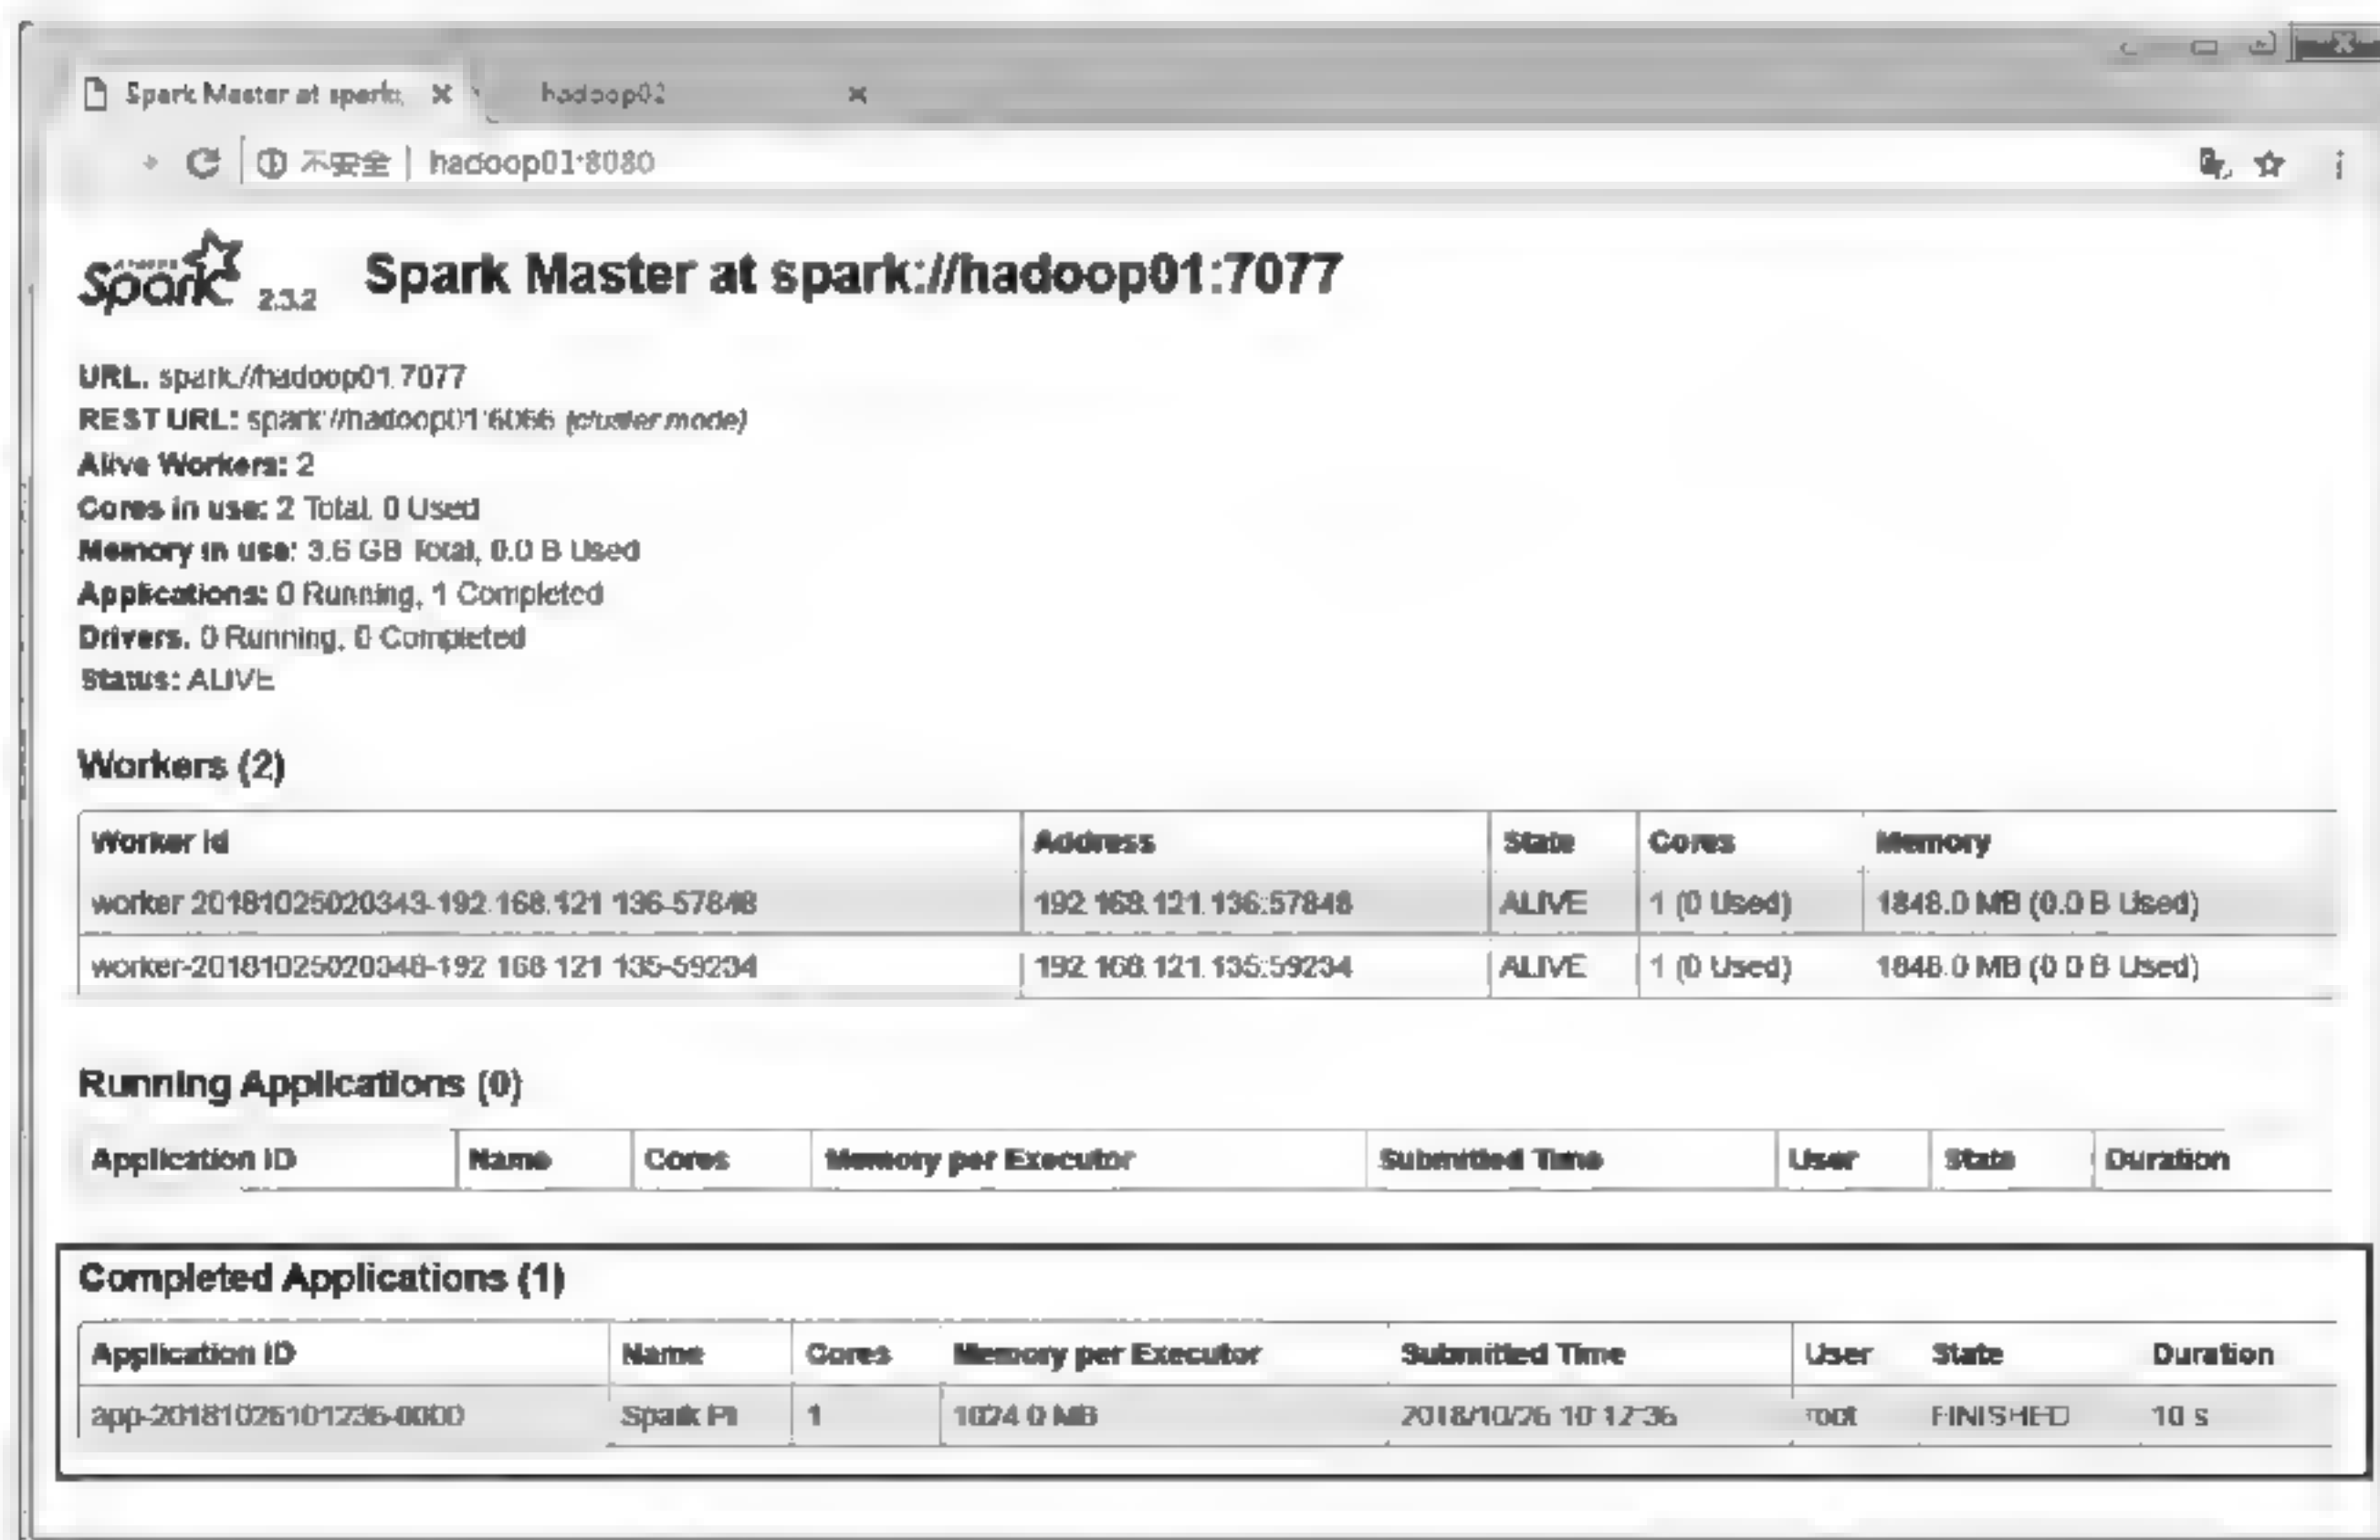 Spark Master at spark:
hadoop02
不安全 | hadoop01:8080
APACHE Spark 2.3.2 Spark Master at spark://hadoop01:7077
URL: spark://hadoop01:7077
REST URL: spark://hadoop01:6066 (cluster mode)
Alive Workers: 2
Cores in use: 2 Total, 0 Used
Memory in use: 3.6 GB Total, 0.0 B Used
Applications: 0 Running, 1 Completed
Drivers: 0 Running, 0 Completed
Status: ALIVE
Workers (2)
Worker Id Address State Cores Memory
worker-20181025020343-192.168.121.136-57848 192.168.121.136:57848 ALIVE 1 (0 Used) 1848.0 MB (0.0 B Used)
worker-20181025020348-192.168.121.135-59234 192.168.121.135:59234 ALIVE 1 (0 Used) 1848.0 MB (0.0 B Used)
Running Applications (0)
Application ID Name Cores Memory per Executor Submitted Time User State Duration
Completed Applications (1)
Application ID Name Cores Memory per Executor Submitted Time User State Duration
app-20181026101236-0000 Spark Pi 1 1024.0 MB 2018/10/26 10:12:36 root FINISHED 10 s